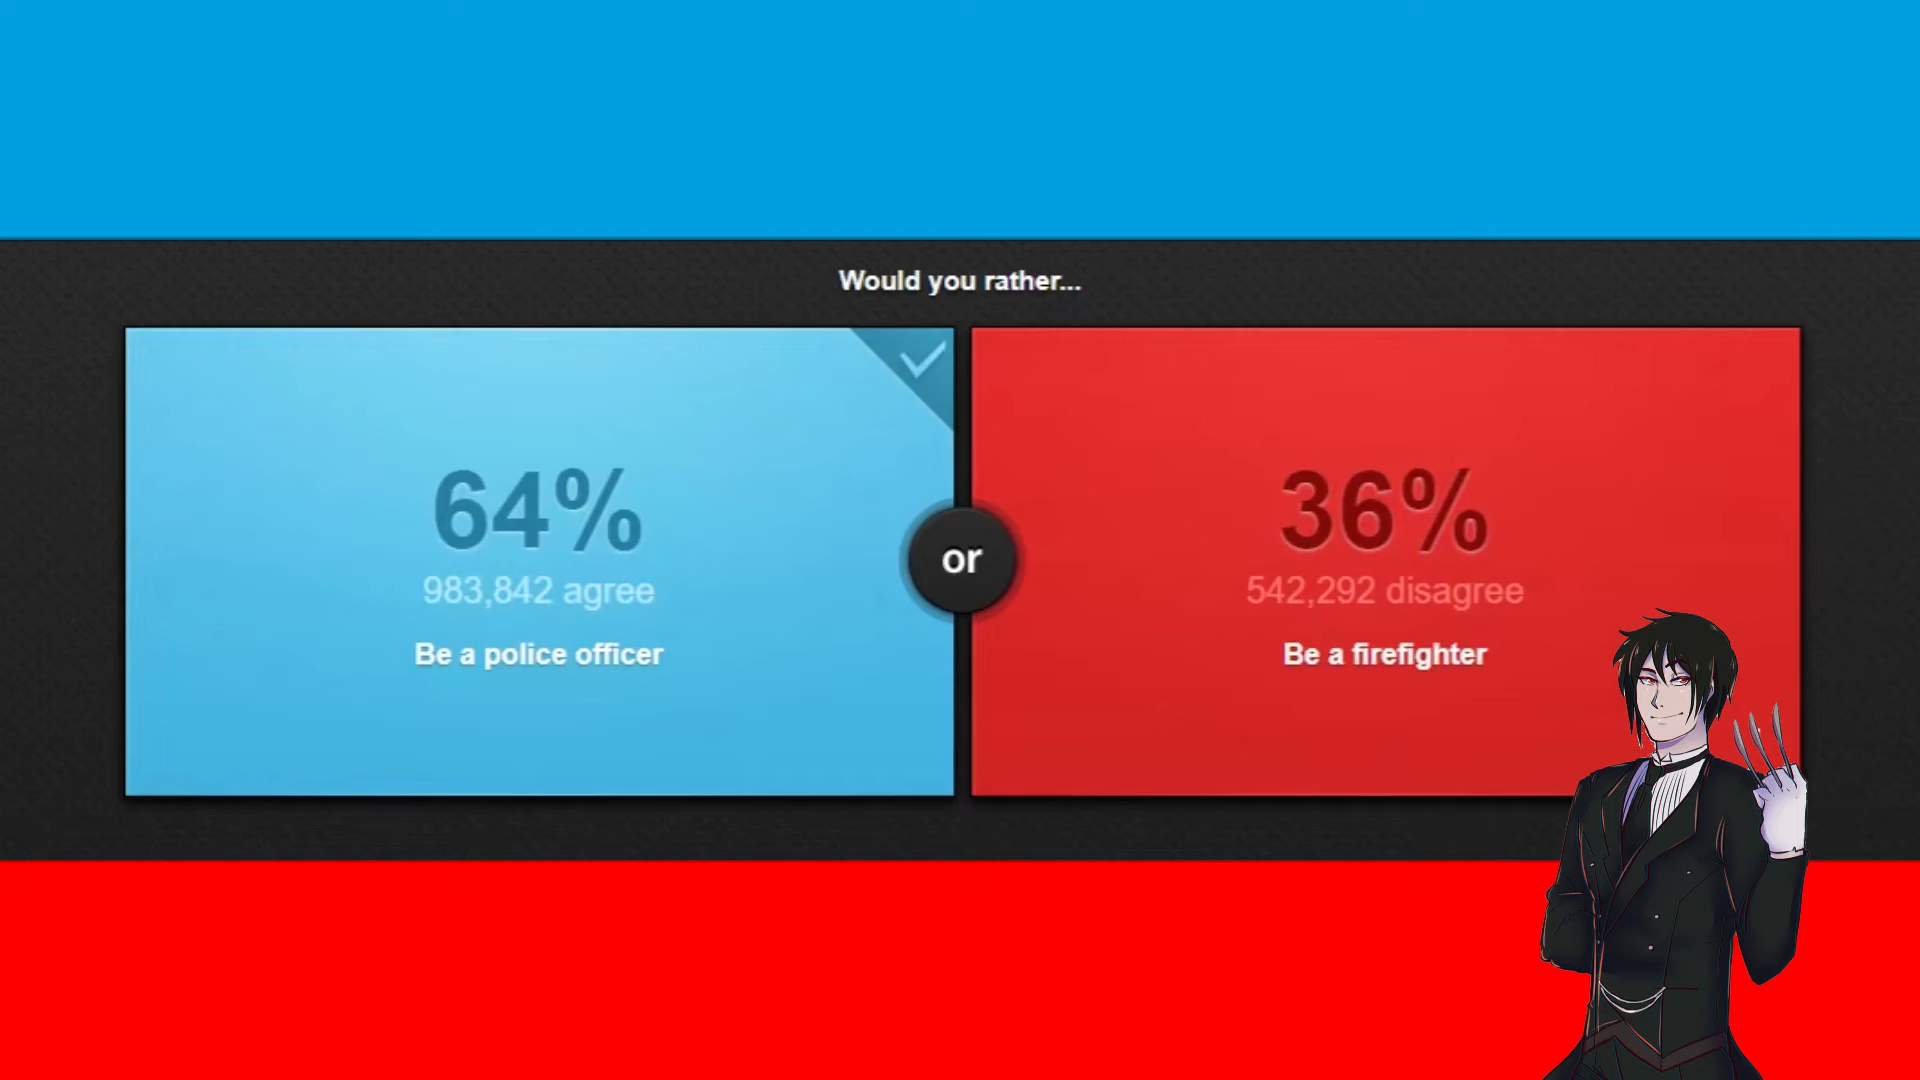 Would you rather...
64%
983,842 agree
Be a police officer
or
36%
542,292 disagree
Be a firefighter